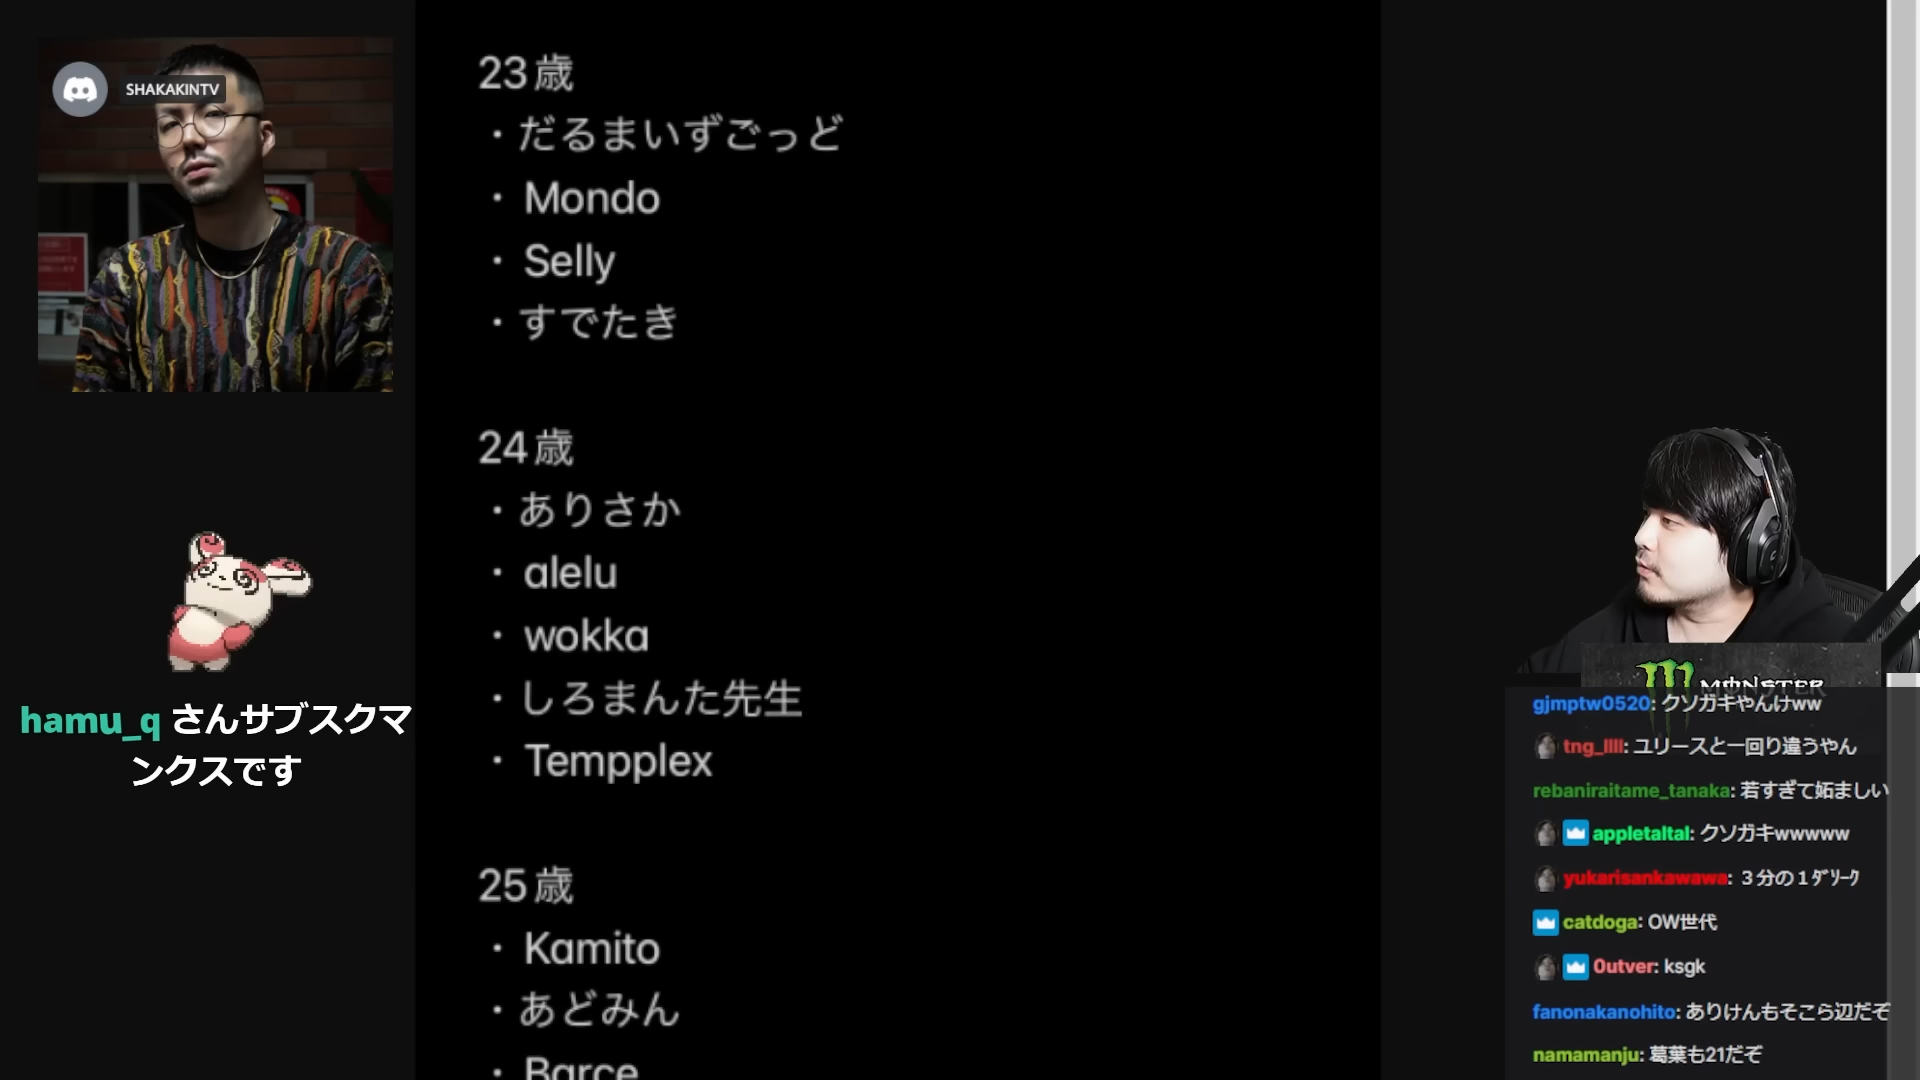 SHAKAKINTV
hamu_q さんサブスクマ
ンクスです
23歳
・だるまいずごっど
・Mondo
・Selly
・すでたき
24歳
・ありさか
・alelu
・wokka
・しろまんた先生
・Tempplex
25歳
・Kamito
・あどみん
・Barce
MONSTER
gjmptw0520: クソガキやんけww
tng_llll: ユリースと一回り違うやん
rebaniraitame_tanaka: 若すぎて妬ましい
appletaltal: クソガキwwwww
yukarisankawawa: ３分の１ﾀﾞﾘｰｸ
catdoga: OW世代
0utver: ksgk
fanonakanohito: ありけんもそこら辺だぞ
namamanju: 葛葉も21だぞ